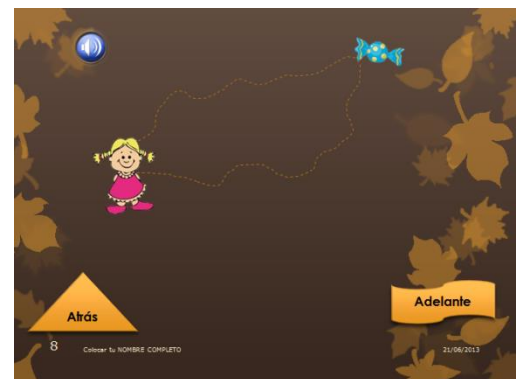 Atrás
Adelante
8
Colocar tu NOMBRE COMPLETO
21/06/2013